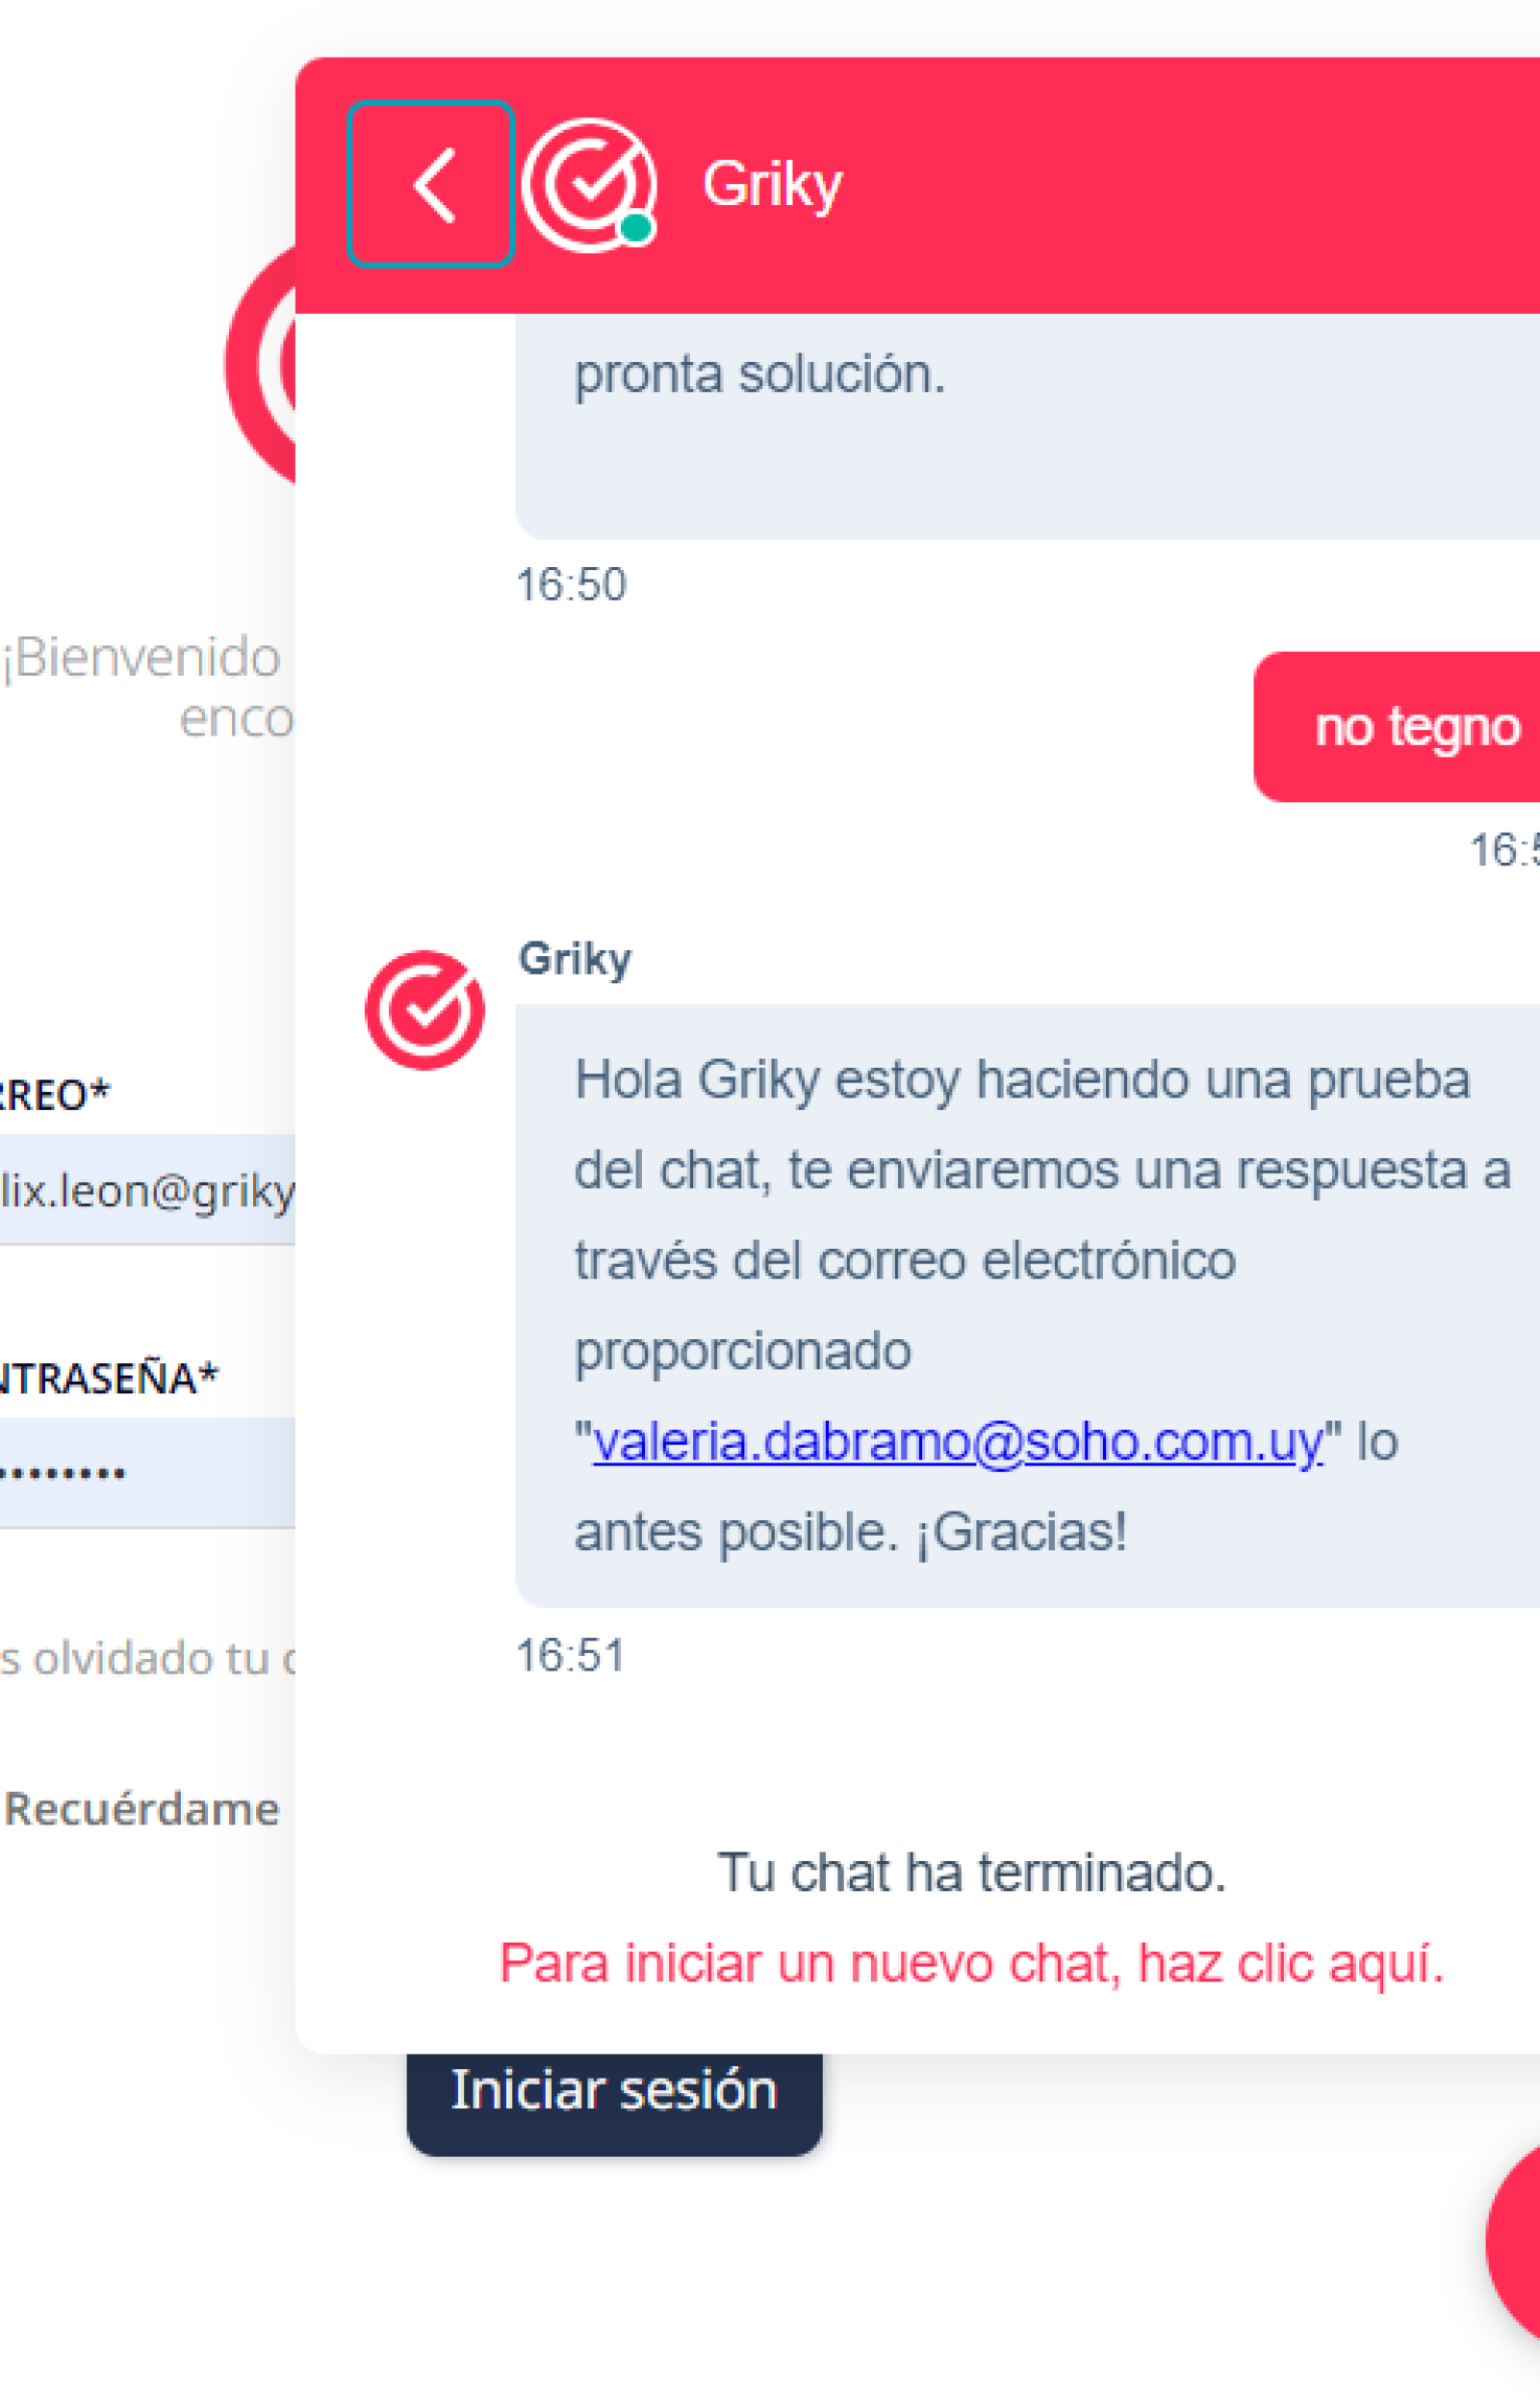 Griky
pronta solución.
16:50
¡Bienvenido
enco
no tegno
Griky
Hola Griky estoy haciendo una prueba
del chat, te enviaremos una respuesta a
través del correo electrónico
proporcionado
"valeria.dabramo@soho.com.uy" lo
antes posible. ¡Gracias!
16:51
RREO*
lix.leon@griky
NTRASEÑA*
s olvidado tu
Recuérdame
Tu chat ha terminado.
Para iniciar un nuevo chat, haz clic aquí.
Iniciar sesión